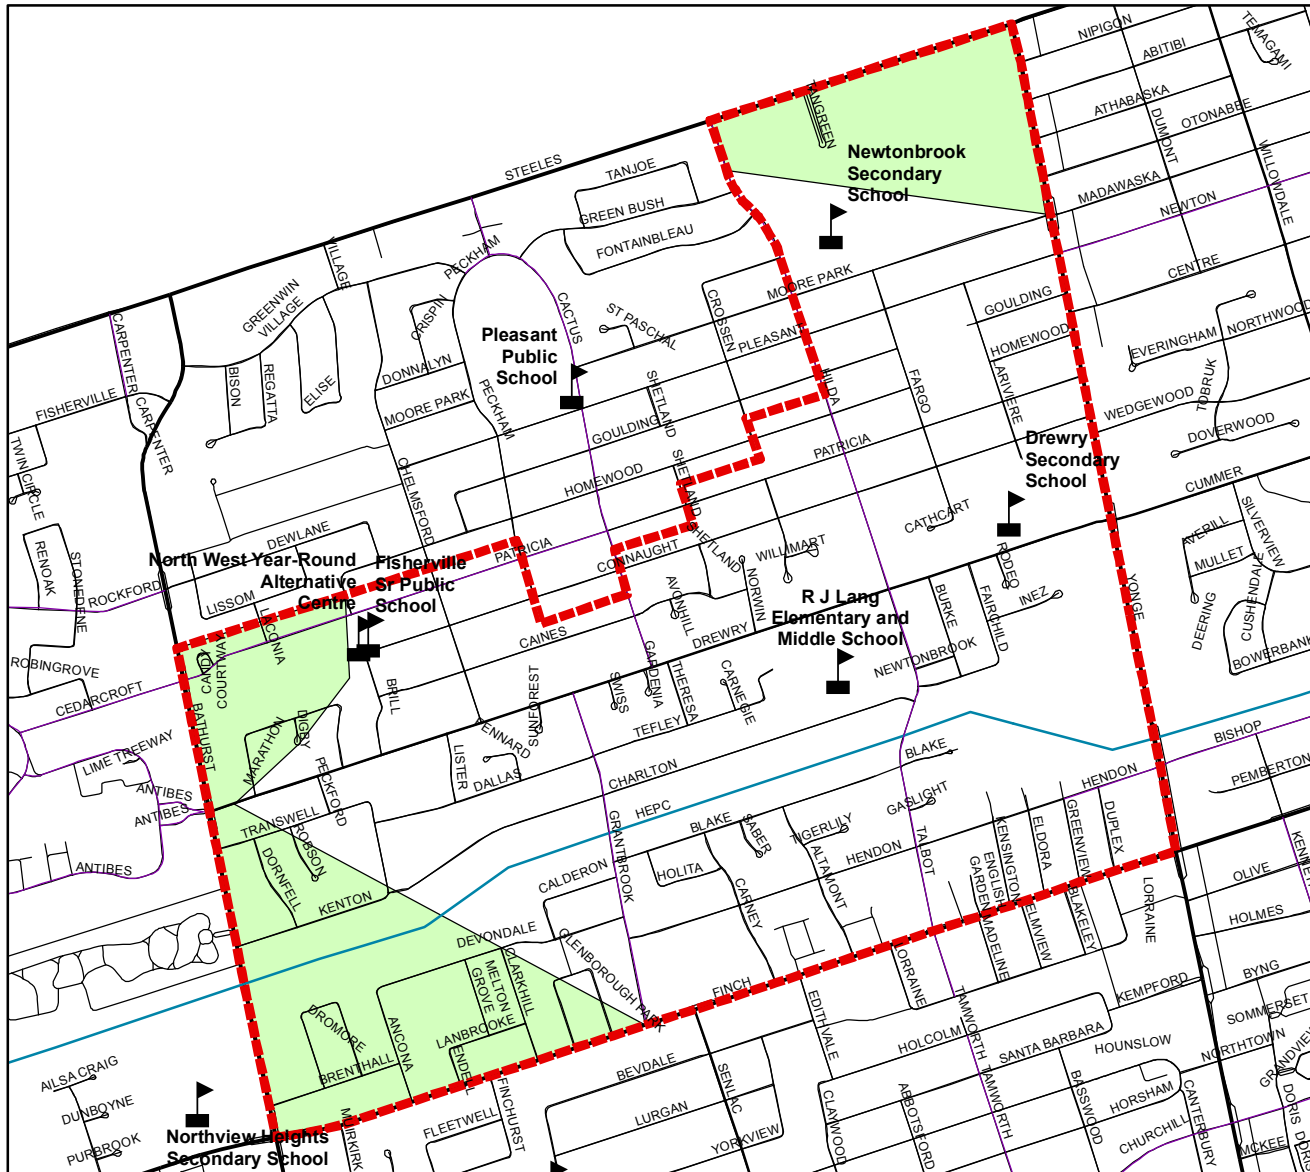 NIPIGON
TEMAGAMI
ABITIBI
ATHABASKA
OTONABEE
DUMONT
WILLOWDALE
MADAWASKA
NEWTON
CENTRE
TANGREEN
Newtonbrook
Secondary
School
STEELES
TANJOE
GREEN BUSH
FONTAINBLEAU
VILLAGE
PECKHAM
GREENWIN
VILLAGE
CRISPIN
CACTUS
ST PASCHAL
CROSSEN
MOORE PARK
PLEASANT
GOULDING
HOMEWOOD
EVERINGHAM
NORTHWOOD
TOBRUK
WEDGEWOOD
DOVERWOOD
CARPENTER
CARPENTER
FISHERVILLE
BISON
REGATTA
ELISE
DONNALYN
MOORE PARK
PECKHAM
Pleasant
Public
School
SHETLAND
GOULDING
HOMEWOOD
SHETLAND
HILDA
FARGO
LARIVIERE
PATRICIA
Drewry
Secondary
School
CUMMER
TWIN CIRCLE
RENOAK
STONEDENE
ROCKFORD
CHELMSFORD
DEWLANE
LISSOM
North West Year-Round
Alternative
Centre
Fisherville
Sr Public
School
PATRICIA
CONNAUGHT
SHETLAND
WILLIMART
CATHCART
AVERILL
SILVERVIEW
MULLET
CUSHENDALE
DEERING
BOWERBANK
LACONIA
CANDY
COURTWAY
ROBINGROVE
CEDARCROFT
BATHURST
CAINES
AVONHILL
NORWIN
DREWRY
R J Lang
Elementary and
Middle School
BURKE
FAIRCHILD
RODEO
INEZ
YONGE
NEWTONBROOK
LIME TREEWAY
ANTIBES
ANTIBES
ANTIBES
MARATHON
DIGBY
PECKFORD
BRILL
LISTER
ENNARD
SUNFOREST
DALLAS
SWISS
GARDENIA
THERESA
CARNEGIE
TEFLEY
CHARLTON
HEPC
BLAKE
BISHOP
PEMBERTON
TRANSWELL
ROBSON
DORNFELL
KENTON
GRANTBROOK
BLAKE
SABER
TIGERLILY
GASLIGHT
HENDON
HENDON
CALDERON
HOLITA
CARNEY
ALTAMONT
TALBOT
KENSINGTON
ENGLISH
GARDEN
ELDORA
GREENVIEW
DUPLEX
MADELINE
ELMVIEW
BLAKELEY
LORRAINE
OLIVE
HOLMES
DEVONDALE
GLENBOROUGH PARK
CLARKHILL
MELTON
GROVE
LANBROOKE
DROMORE
ANCONA
BRENTHALL
ENDELL
FINCH
EDITHVALE
LORRAINE
KEMPFORD
BYNG
SOMMERSET
NORTHTOWN
GRANDVIEW
AILSA CRAIG
DUNBOYNE
PURBROOK
Northview Heights
Secondary School
MUIRKIRK
FLEETWELL
FINCHURST
BEVDALE
LURGAN
YORKVIEW
SENLAC
CLAYWOOD
HOLCOLM
ABBOTSFORD
TAMWORTH
TAMWORTH
SANTA BARBARA
BASSWOOD
HOUNSLOW
HORSHAM
CHURCHILL
CANTERBURY
MCKEE
DORIS